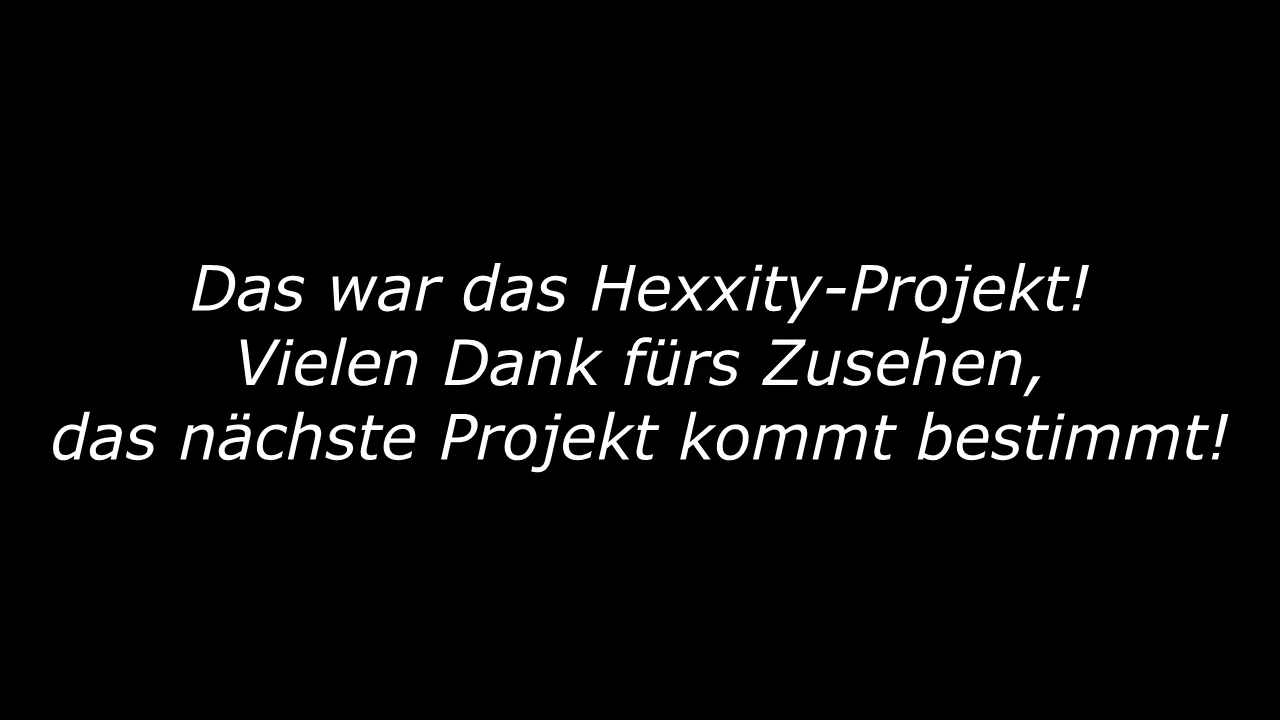 Das war das Hexxity-Projekt!
Vielen Dank fürs Zusehen,
das nächste Projekt kommt bestimmt!